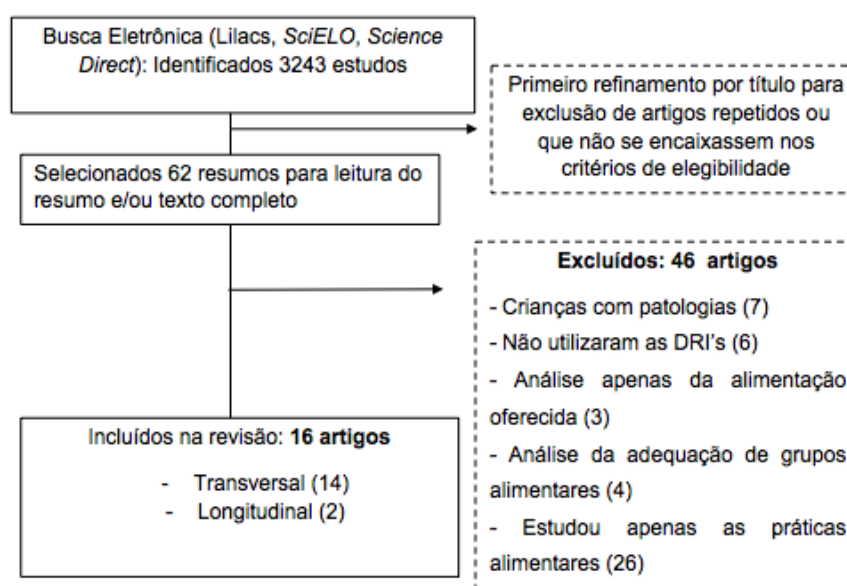 Busca Eletrônica (Lilacs, SciELO, Science
Direct): Identificados 3243 estudos
Primeiro refinamento por título para
exclusão de artigos repetidos ou
que não se encaixassem nos
critérios de elegibilidade
Selecionados 62 resumos para leitura do
resumo e/ou texto completo
Excluídos: 46 artigos
- Crianças com patologias (7)
- Não utilizaram as DRI's (6)
- Análise apenas da alimentação
oferecida (3)
- Análise da adequação de grupos
alimentares (4)
- Estudou apenas as práticas
alimentares (26)
Incluídos na revisão: 16 artigos
- Transversal (14)
- Longitudinal (2)